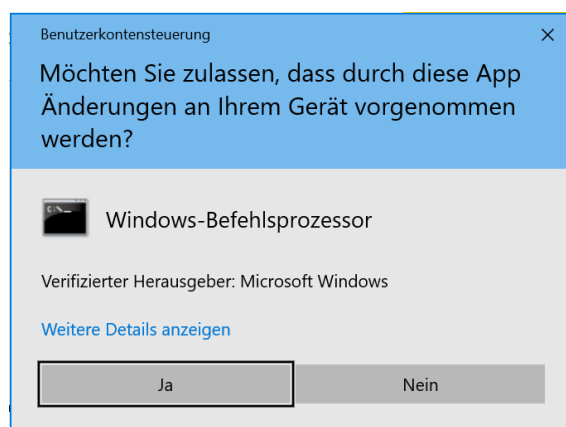 Benutzerkontensteuerung
Möchten Sie zulassen, dass durch diese App
Änderungen an Ihrem Gerät vorgenommen
werden?
C:\_
Windows-Befehlsprozessor
Verifizierter Herausgeber: Microsoft Windows
Weitere Details anzeigen
Ja
Nein